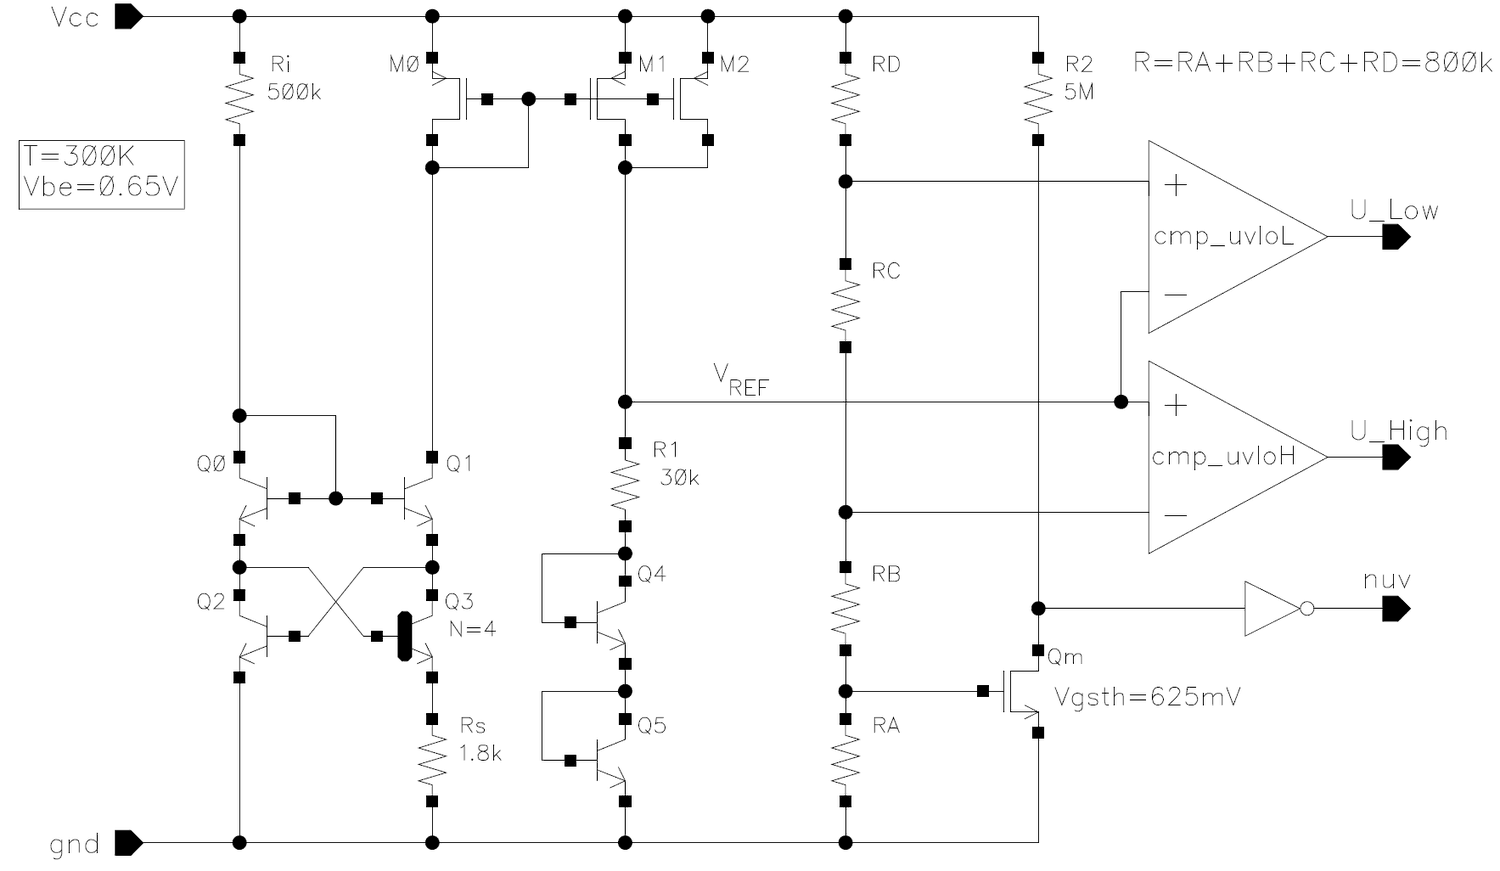 Vcc
Ri
500k
M0
M1
M2
RD
R2
5M
R=RA+RB+RC+RD=800k
T=300K
Vbe=0.65V
+
cmp_uvloL
−
U_Low
RC
VREF
+
cmp_uvloH
−
U_High
Q0
Q1
R1
30k
Q2
Q3
N=4
Q4
RB
nuv
Qm
Vgsth=625mV
Rs
1.8k
Q5
RA
gnd